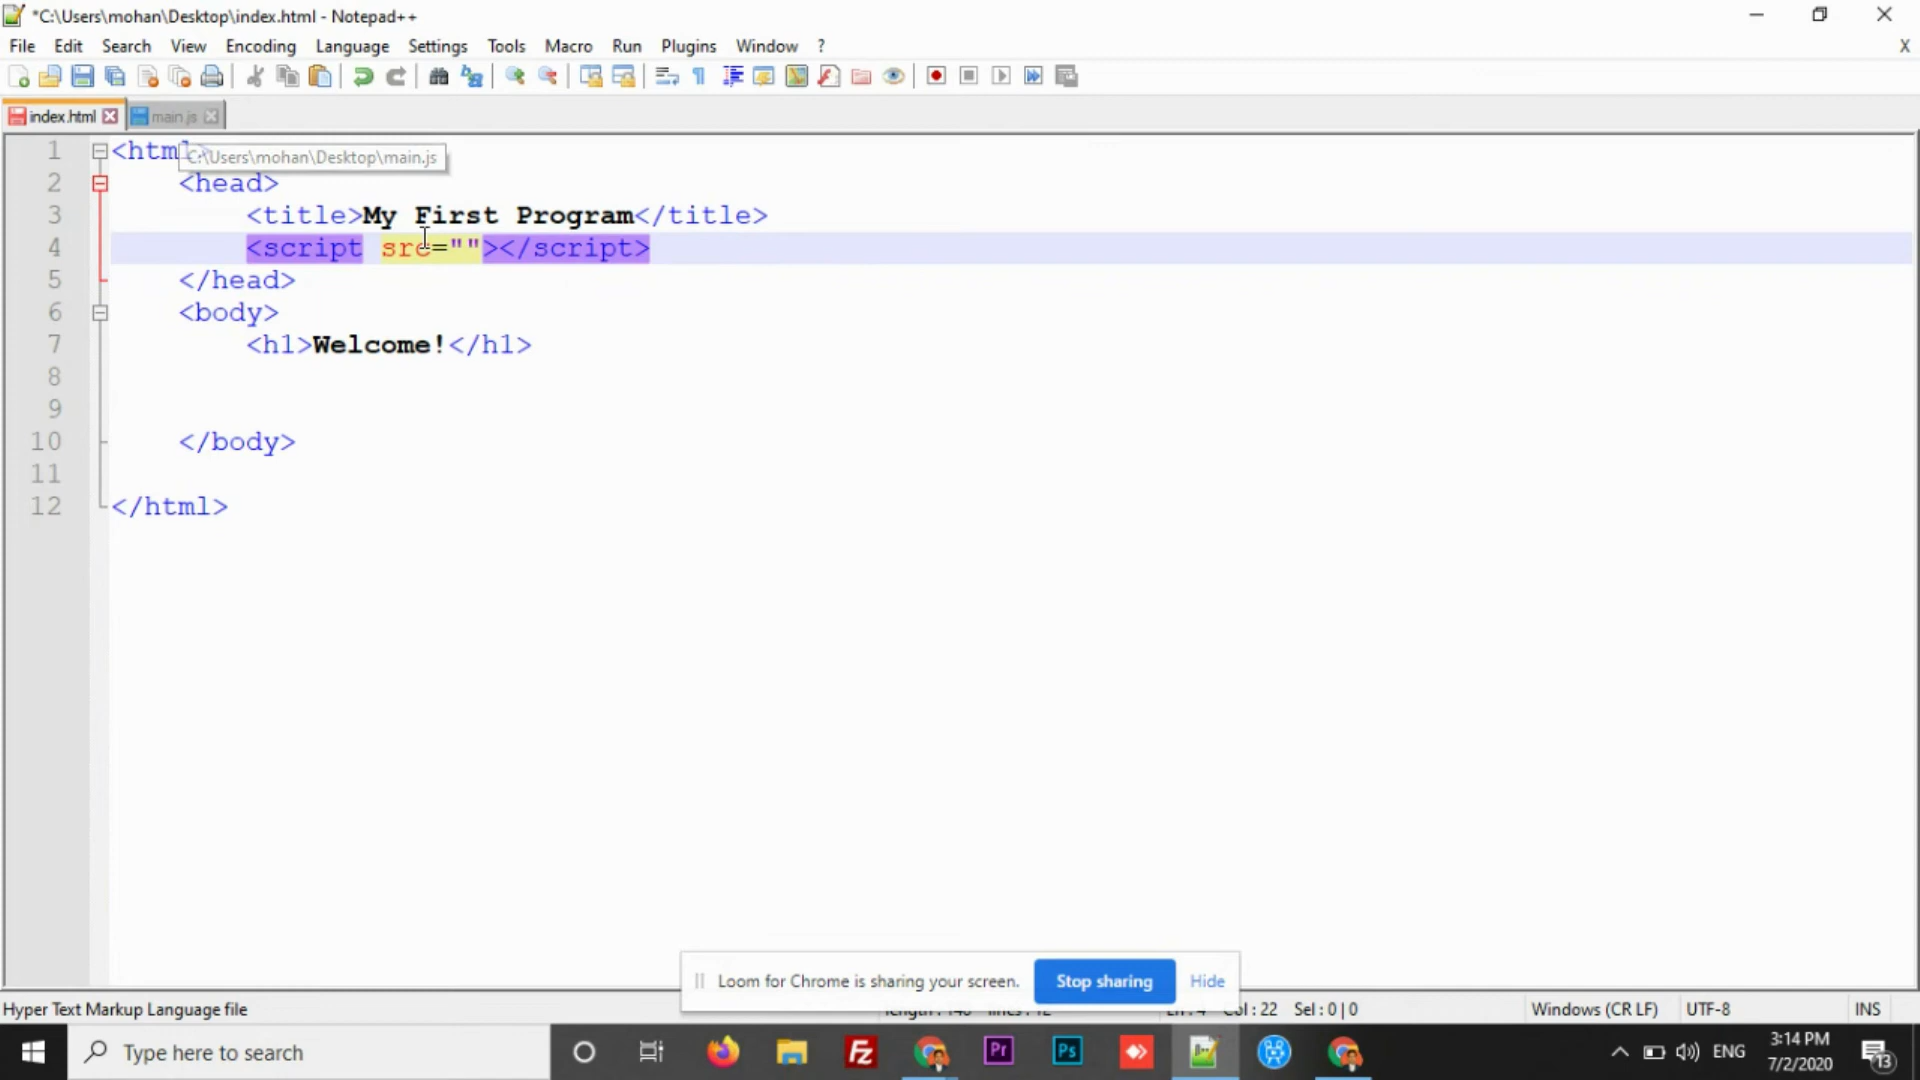 *C:\Users\mohan\Desktop\index.html - Notepad++
File Edit Search View Encoding Language Settings Tools Macro Run Plugins Window ? X
index.html main.js
C:\Users\mohan\Desktop\main.js
1 <html
2 <head>
3 <title>My First Program</title>
4 <script src=""></script>
5 </head>
6 <body>
7 <h1>Welcome!</h1>
8
9
10 </body>
11
12 </html>
Loom for Chrome is sharing your screen. Stop sharing Hide
Hyper Text Markup Language file Col : 22 Sel : 0 | 0 Windows (CR LF) UTF-8 INS
Type here to search
Fz Pr Ps
ENG
3:14 PM
7/2/2020
13